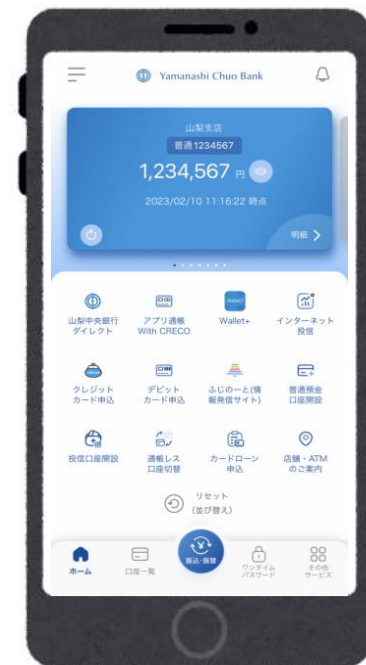 Yamanashi Chuo Bank
山梨支店
普通1234567
1,234,567 円
2023/02/10 11:16:22 時点
明細
山梨中央銀行
ダイレクト
アプリ通帳
With CRECO
Wallet+
インターネット
投信
クレジット
カード申込
デビット
カード申込
ふじのーと(情
報発信サイト)
普通預金
口座開設
投信口座開設
通帳レス
口座切替
カードローン
申込
店舗・ATM
のご案内
リセット
(並び替え)
ホーム
口座一覧
振込・振替
ワンタイム
パスワード
その他
サービス